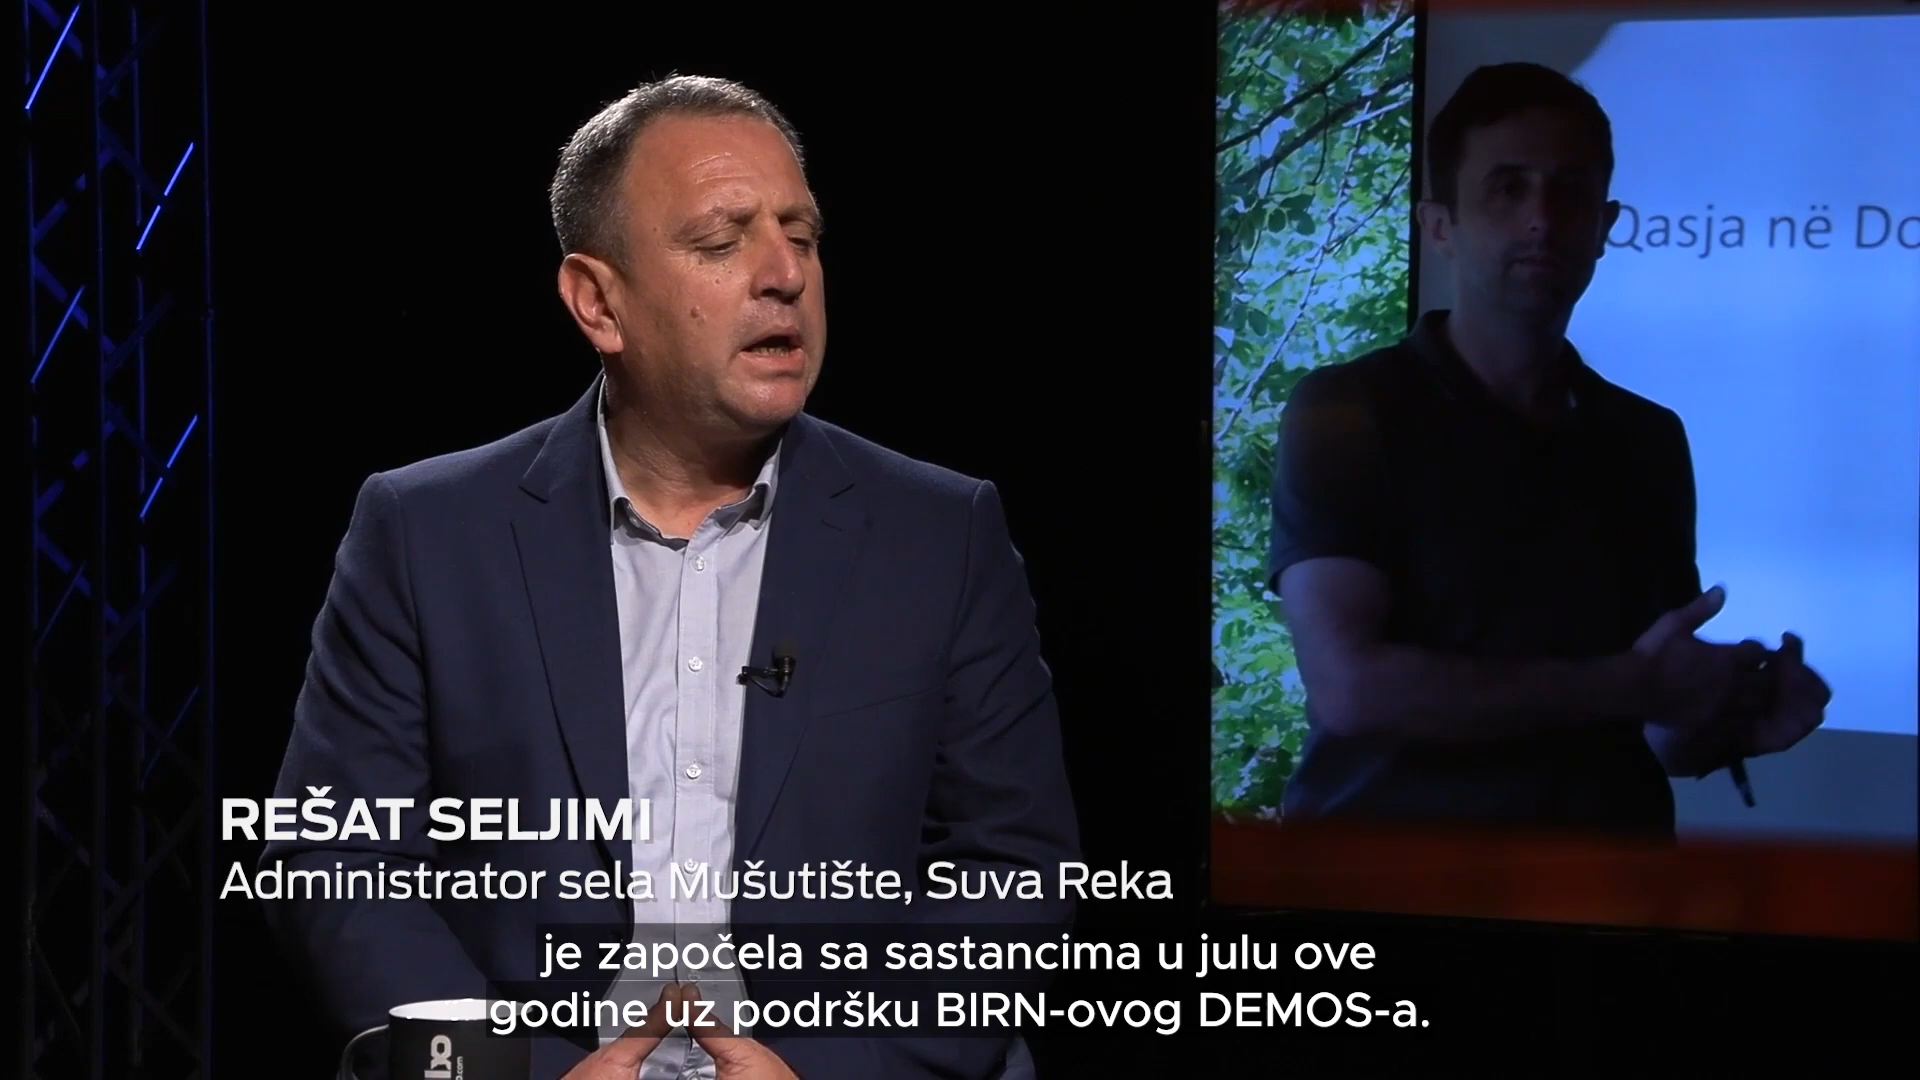 Qasja në Do
REŠAT SELJIMI
Administrator sela Mušutište, Suva Reka
je započela sa sastancima u julu ove
godine uz podršku BIRN-ovog DEMOS-a.